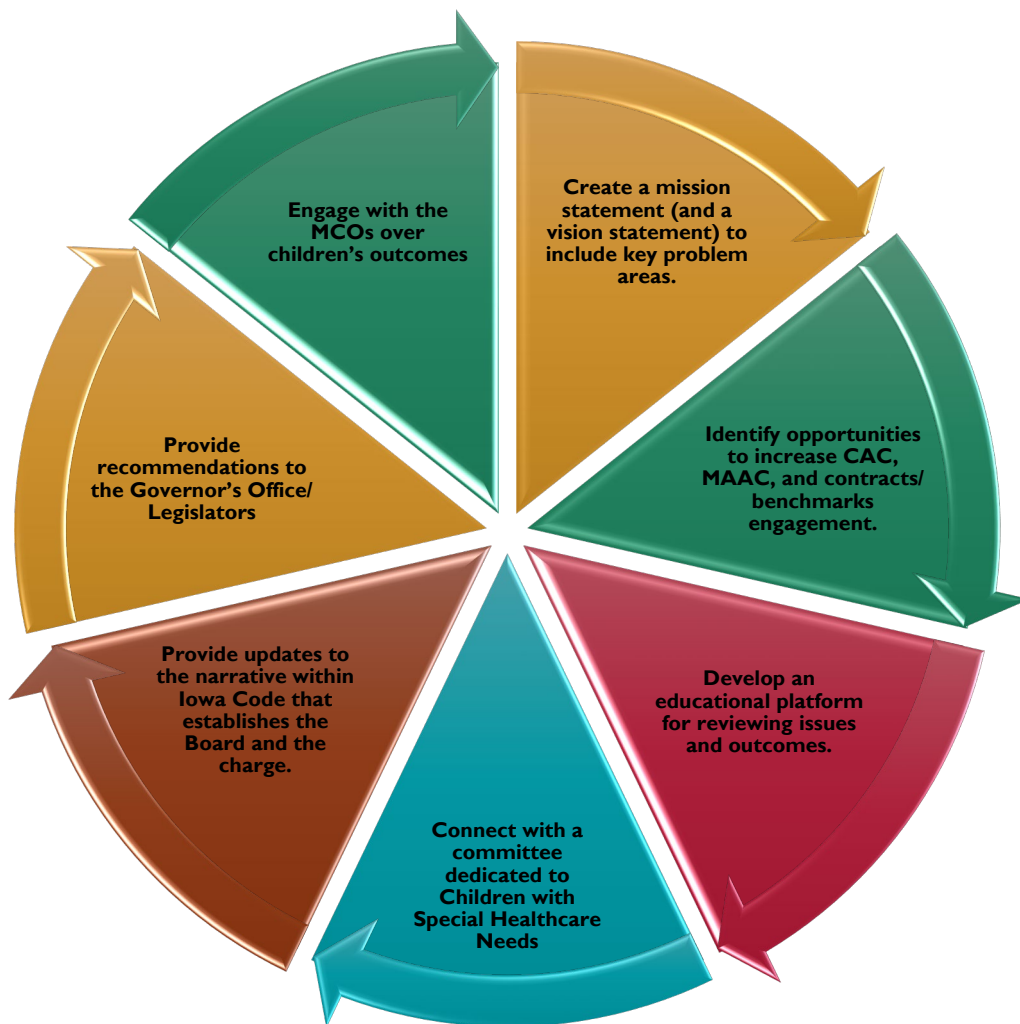 Create a mission
statement (and a
vision statement) to
include key problem
areas.
Identify opportunities
to increase CAC,
MAAC, and contracts/
benchmarks
engagement.
Develop an
educational platform
for reviewing issues
and outcomes.
Connect with a
committee
dedicated to
Children with
Special Healthcare
Needs
Provide updates to
the narrative within
Iowa Code that
establishes the
Board and the
charge.
Provide
recommendations to
the Governor’s Office/
Legislators
Engage with the
MCOs over
children’s outcomes